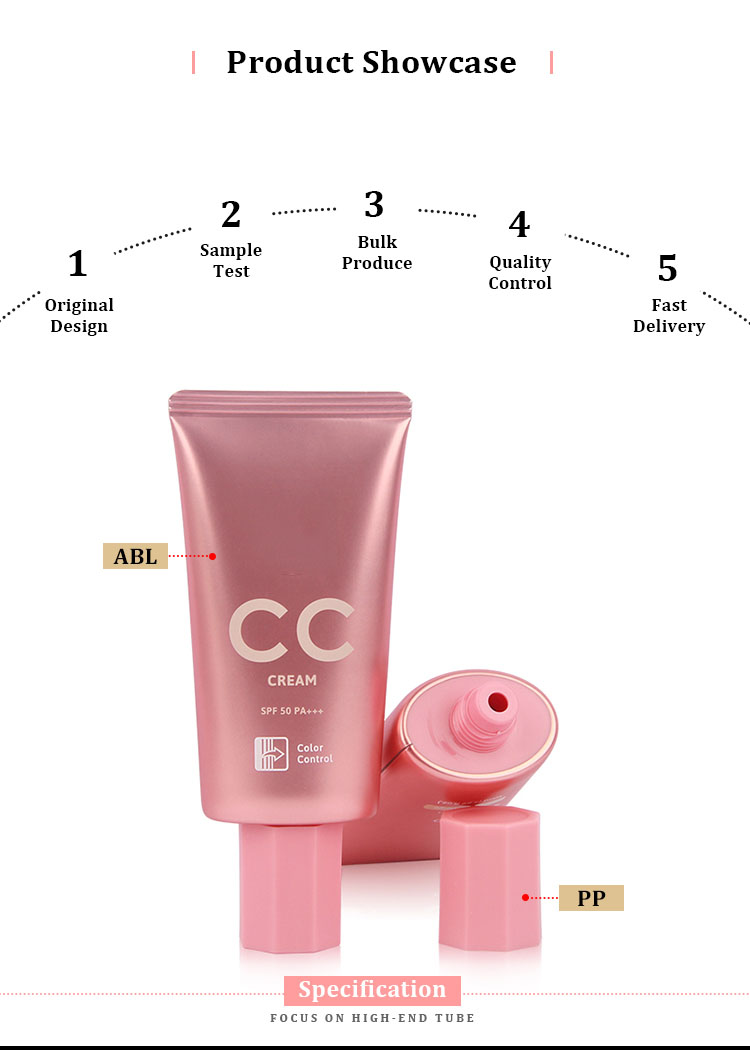 Product Showcase
1
Original
Design
2
Sample
Test
3
Bulk
Produce
4
Quality
Control
5
Fast
Delivery
ABL
CC
CREAM
SPF 50 PA+++
Color
Control
PP
Specification
FOCUS ON HIGH-END TUBE